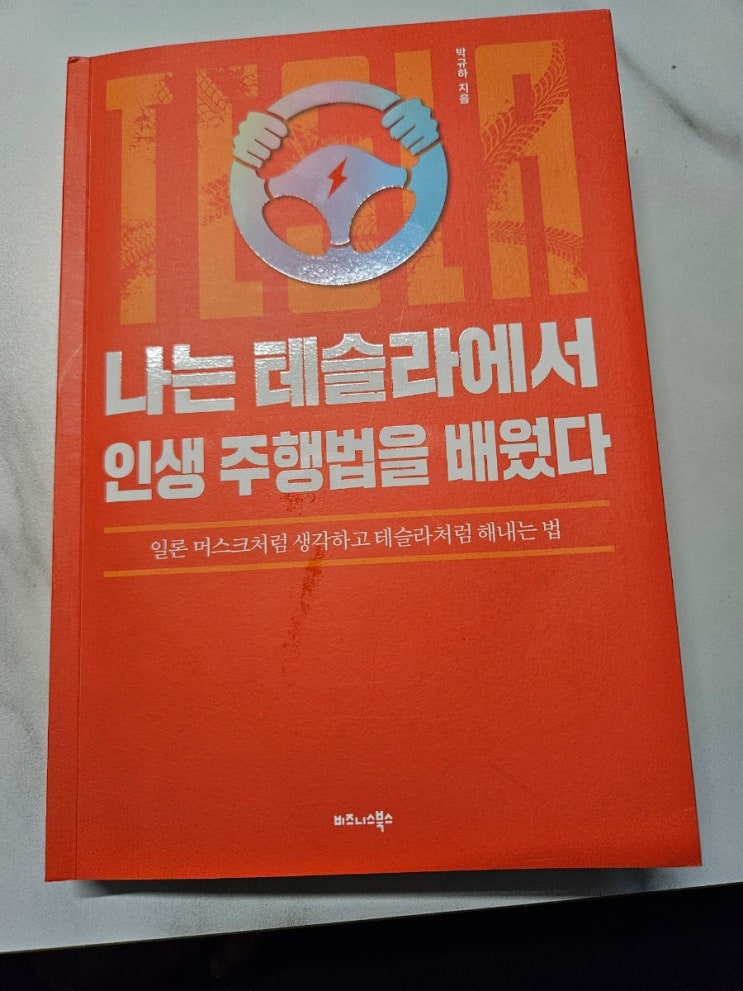 TESLA
박규하 지음
나는 테슬라에서
인생 주행법을 배웠다
일론 머스크처럼 생각하고 테슬라처럼 해내는 법
비즈니스북스